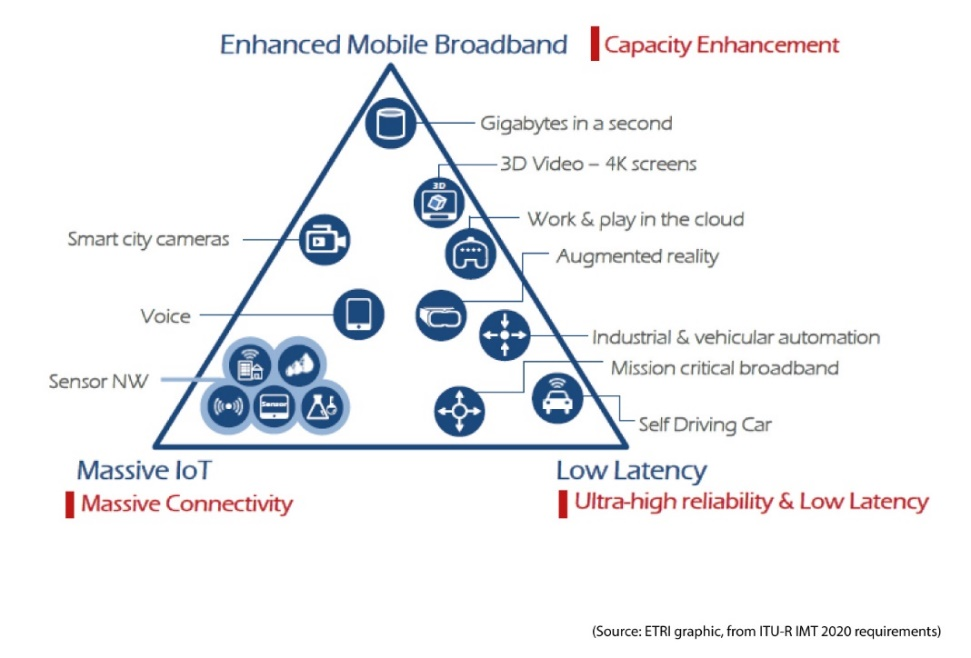 Enhanced Mobile Broadband
Capacity Enhancement
Gigabytes in a second
3D Video – 4K screens
3D
Work & play in the cloud
Smart city cameras
Augmented reality
Voice
Industrial & vehicular automation
Mission critical broadband
Sensor NW
Sensor
Self Driving Car
Massive IoT
Low Latency
Massive Connectivity
Ultra-high reliability & Low Latency
(Source: ETRI graphic, from ITU-R IMT 2020 requirements)